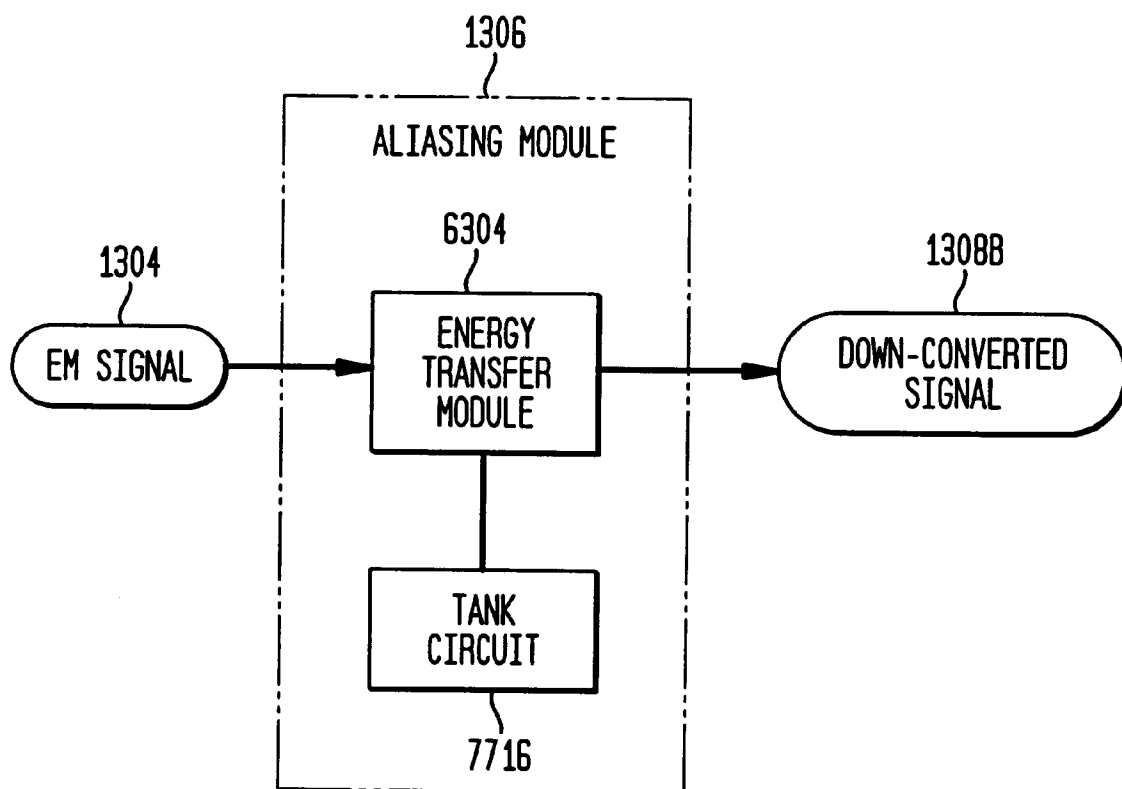 1306
ALIASING MODULE
6304
1304
1308B
EM SIGNAL
ENERGY
TRANSFER
MODULE
DOWN-CONVERTED
SIGNAL
TANK
CIRCUIT
7716